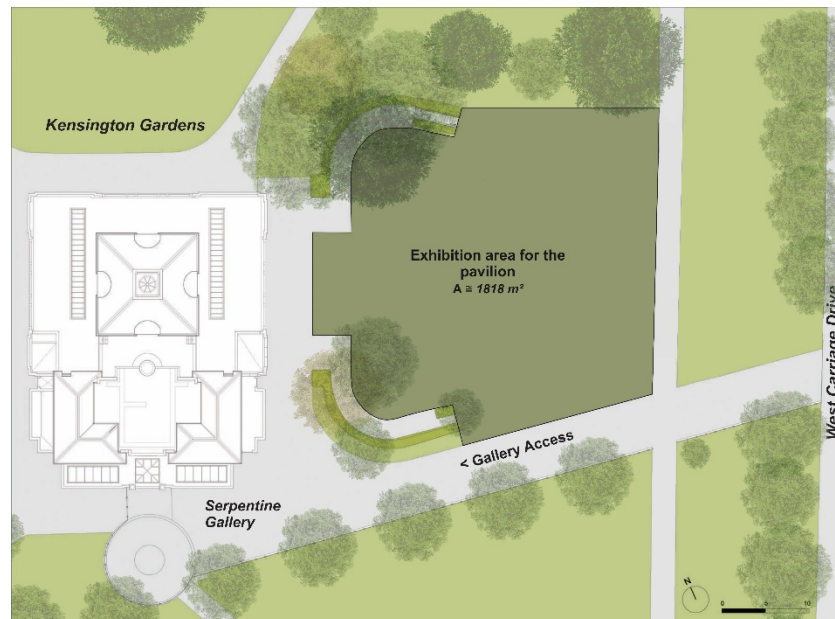 Kensington Gardens
Exhibition area for the
pavilion
A ≅ 1818 m²
West Carriage Drive
< Gallery Access
Serpentine
Gallery
N
0 5 10